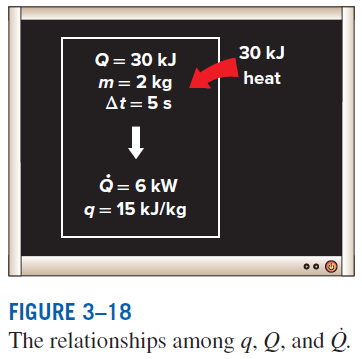 Q = 30 kJ
m = 2 kg
Δt = 5 s
30 kJ
heat
Q̇ = 6 kW
q = 15 kJ/kg
FIGURE 3–18
The relationships among q, Q, and Q̇.